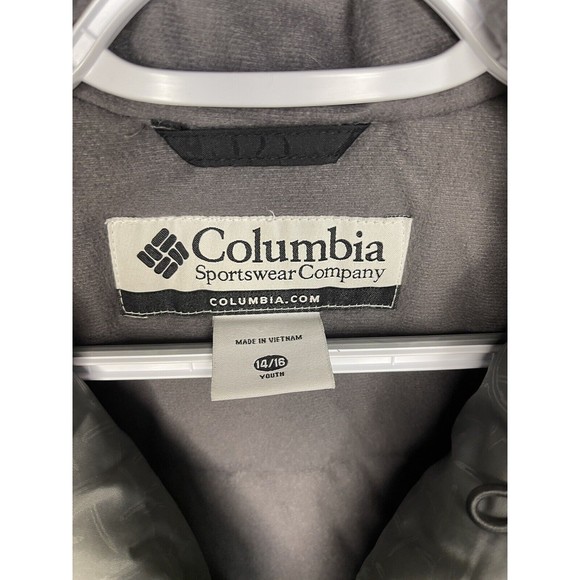 Columbia
Sportswear Company
COLUMBIA.COM
MADE IN VIETNAM
14/16
YOUTH